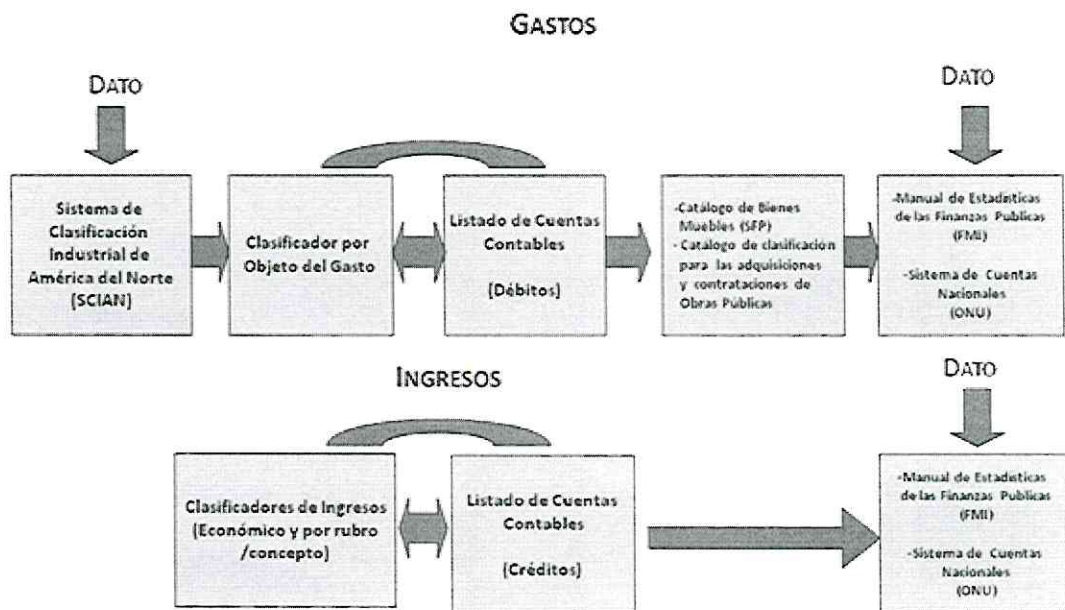 GASTOS
DATO
DATO
Sistema de
Clasificación
Industrial de
América del Norte
(SCIAN)
Clasificador por
Objeto del Gasto
Listado de Cuentas
Contables
(Débitos)
-Catálogo de Bienes
Muebles (SFP)
- Catálogo de clasificación
para las adquisiciones
y contrataciones de
Obras Públicas
-Manual de Estadísticas
de las Finanzas Publicas
(FMI)
-Sistema de Cuentas
Nacionales
(ONU)
INGRESOS
DATO
Clasificadores de Ingresos
(Económico y por rubro
/concepto)
Listado de Cuentas
Contables
(Créditos)
-Manual de Estadísticas
de las Finanzas Publicas
(FMI)
-Sistema de Cuentas
Nacionales
(ONU)